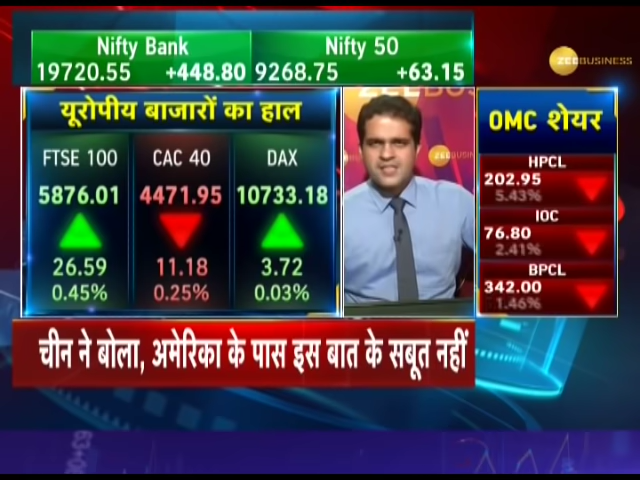 Nifty Bank
19720.55 +448.80
Nifty 50
9268.75 +63.15
ZEEBUSINESS
यूरोपीय बाजारों का हाल
FTSE 100
5876.01
26.59
0.45%
CAC 40
4471.95
11.18
0.25%
DAX
10733.18
3.72
0.03%
ZEEBUSINESS
OMC शेयर
HPCL
202.95
5.43%
IOC
76.80
2.41%
BPCL
342.00
1.46%
चीन ने बोला, अमेरिका के पास इस बात के सबूत नहीं